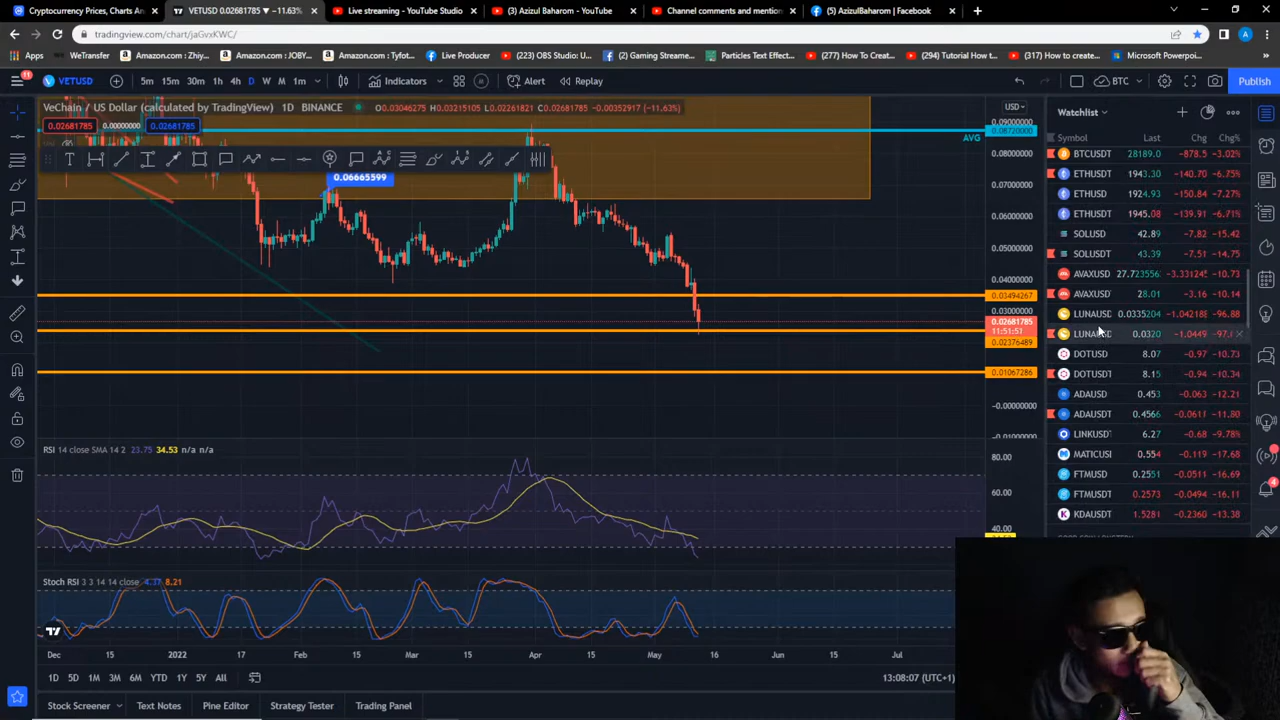 Cryptocurrency Prices, Charts An
VETUSD 0.02681785 ▼ −11.63%
Live streaming - YouTube Studio
(3) Azizul Baharom - YouTube
Channel comments and mention
(5) AzizulBaharom | Facebook
tradingview.com/chart/jaGvxKWC/
Apps
WeTransfer
Amazon.com : Zhiy...
Amazon.com : JOBY...
Amazon.com : Tyfot...
Live Producer
(223) OBS Studio: U...
(2) Gaming Streame...
Particles Text Effect...
(277) How To Creat...
(294) Tutorial How t...
(317) How to create...
Microsoft Powerpoi...
11
VETUSD
5m 15m 30m 1h 4h D W M 1m
Indicators
Alert
Replay
BTC
Publish
VeChain / US Dollar (calculated by TradingView) 1D BINANCE
O0.03046275 H0.03215105 L0.02261821 C0.02681785 −0.00352917 (−11.63%)
0.02681785 0.00000000 0.02681785
USD
AVG
0.06665599
0.09000000
0.08720000
0.08000000
0.07000000
0.06000000
0.05000000
0.04000000
0.03494267
0.03000000
0.02681785
11:51:51
0.02376489
0.01067286
−0.00000000
−0.01000000
Watchlist
Symbol Last Chg Chg%
BTCUSDT 28189.0 −878.5 −3.02%
ETHUSDT 1943.30 −140.70 −6.75%
ETHUSD 1924.93 −150.84 −7.27%
ETHUSDT 1945.08 −139.91 −6.71%
SOLUSD 42.89 −7.82 −15.42
SOLUSDT 43.39 −7.51 −14.75
AVAXUSD 27.723556 −3.331245 −10.73
AVAXUSD 28.01 −3.16 −10.14
LUNAUSD 0.0335204 −1.042188 −96.88
LUNAUSD 0.0320 −1.0449
DOTUSD 8.07 −0.97 −10.73
DOTUSDT 8.15 −0.94 −10.34
ADAUSD 0.453 −0.063 −12.21
ADAUSDT 0.4566 −0.0611 −11.80
LINKUSDT 6.27 −0.68 −9.78%
MATICUSI 0.554 −0.119 −17.68
FTMUSD 0.2551 −0.0511 −16.69
FTMUSDT 0.2573 −0.0494 −16.11
KDAUSDT 1.5281 −0.2360 −13.38
4
RSI 14 close SMA 14 2 23.79 34.53 n/a n/a
80.00
60.00
40.00
Stoch RSI 3 3 14 14 close 4.37 8.21
Dec 15 2022 17 Feb 15 Mar 15 Apr 15 May 16 Jun 15 Jul
1D 5D 1M 3M 6M YTD 1Y 5Y All
13:08:07 (UTC+1)
Stock Screener
Text Notes
Pine Editor
Strategy Tester
Trading Panel